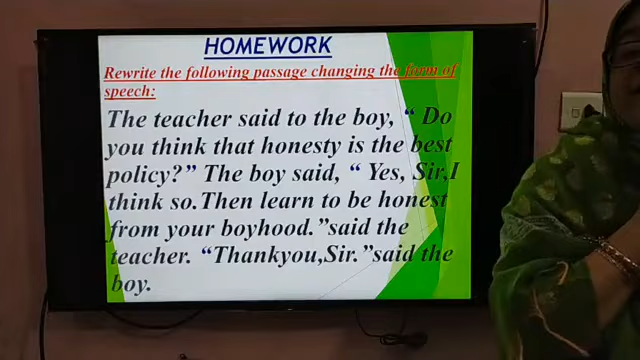 HOMEWORK
Rewrite the following passage changing the form of
speech:
The teacher said to the boy, “ Do
you think that honesty is the best
policy?” The boy said, “ Yes, Sir,I
think so.Then learn to be honest
from your boyhood.”said the
teacher. “Thankyou,Sir.”said the
boy.